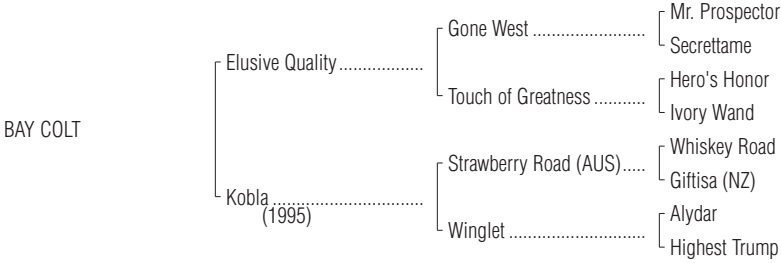 Mr. Prospector
Gone West ........................
Secrettame
Elusive Quality..................
Hero's Honor
Touch of Greatness ...........
Ivory Wand
BAY COLT
Whiskey Road
Strawberry Road (AUS).....
Giftisa (NZ)
Kobla ................................
(1995)
Alydar
Winglet .............................
Highest Trump